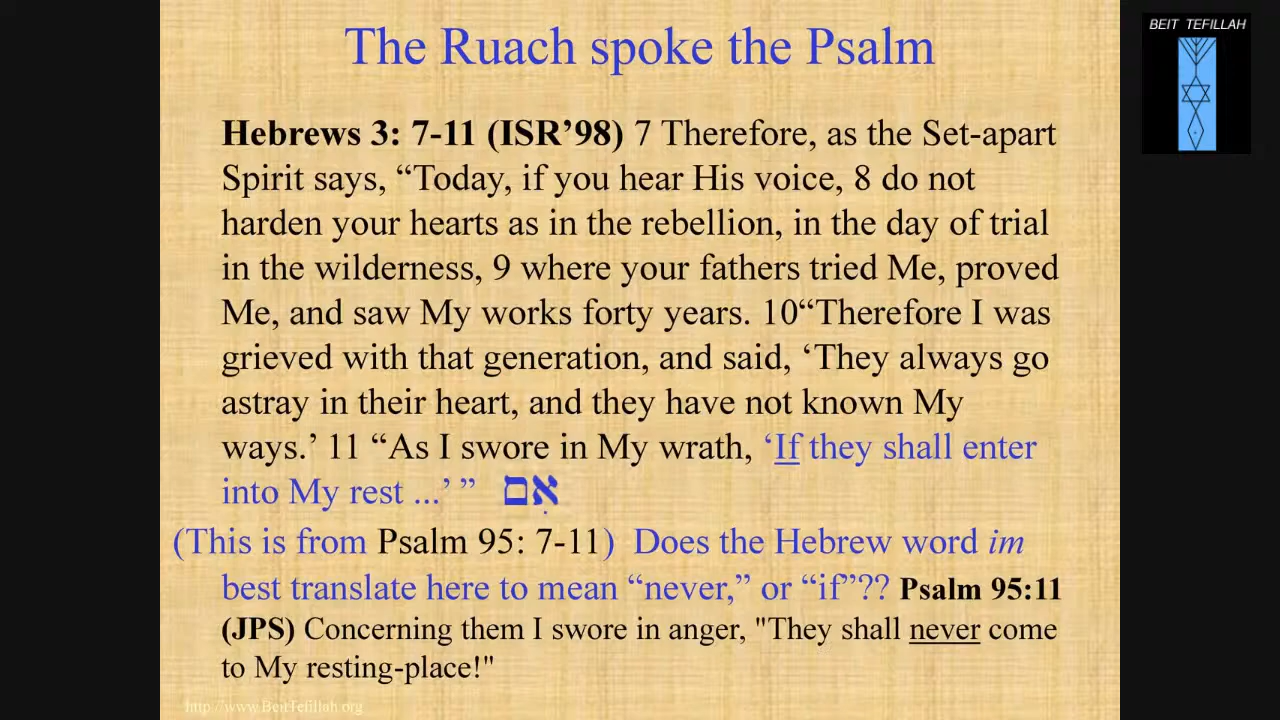 The Ruach spoke the Psalm
BEIT TEFILLAH
Hebrews 3: 7-11 (ISR’98) 7 Therefore, as the Set-apart
Spirit says, “Today, if you hear His voice, 8 do not
harden your hearts as in the rebellion, in the day of trial
in the wilderness, 9 where your fathers tried Me, proved
Me, and saw My works forty years. 10“Therefore I was
grieved with that generation, and said, ‘They always go
astray in their heart, and they have not known My
ways.’ 11 “As I swore in My wrath, ‘If they shall enter
into My rest ...’ ” אִם
(This is from Psalm 95: 7-11) Does the Hebrew word im
best translate here to mean “never,” or “if”?? Psalm 95:11
(JPS) Concerning them I swore in anger, "They shall never come
to My resting-place!"
http://www.BeitTefillah.org